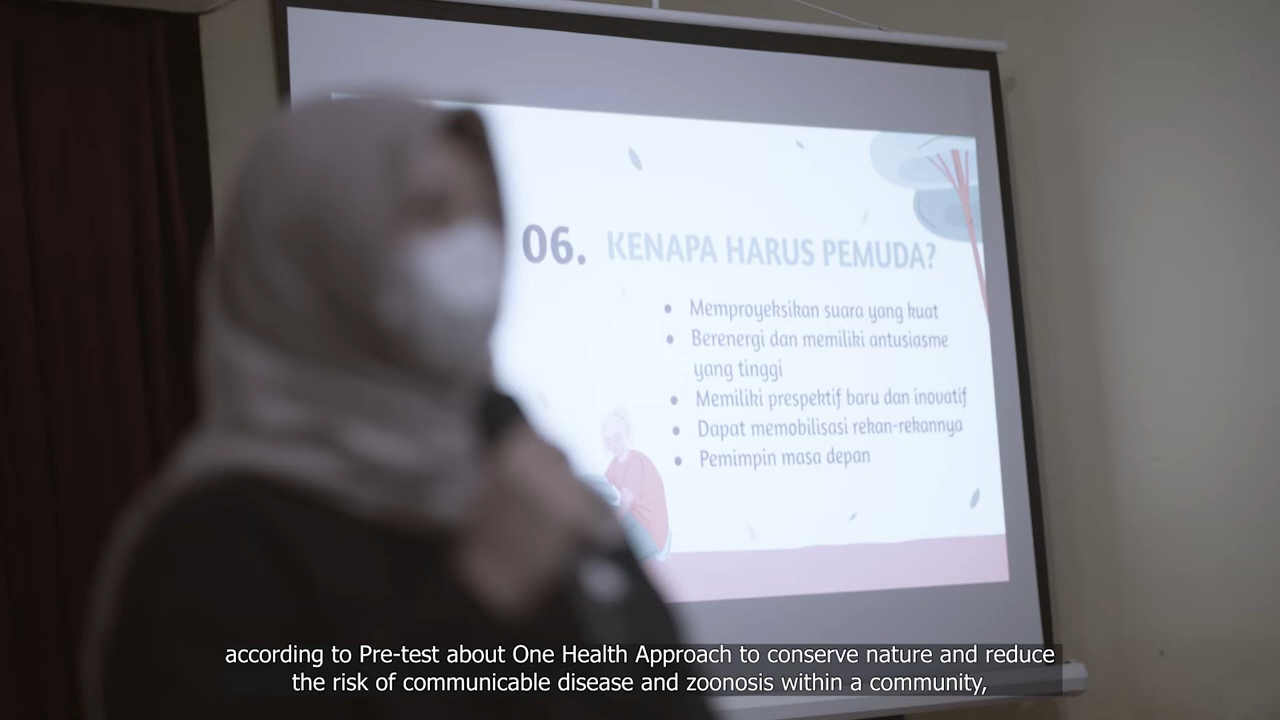 06. KENAPA HARUS PEMUDA?
• Memproyeksikan suara yang kuat
• Berenergi dan memiliki antusiasme
yang tinggi
• Memiliki prespektif baru dan inovatif
• Dapat memobilisasi rekan-rekannya
• Pemimpin masa depan
according to Pre-test about One Health Approach to conserve nature and reduce
the risk of communicable disease and zoonosis within a community,